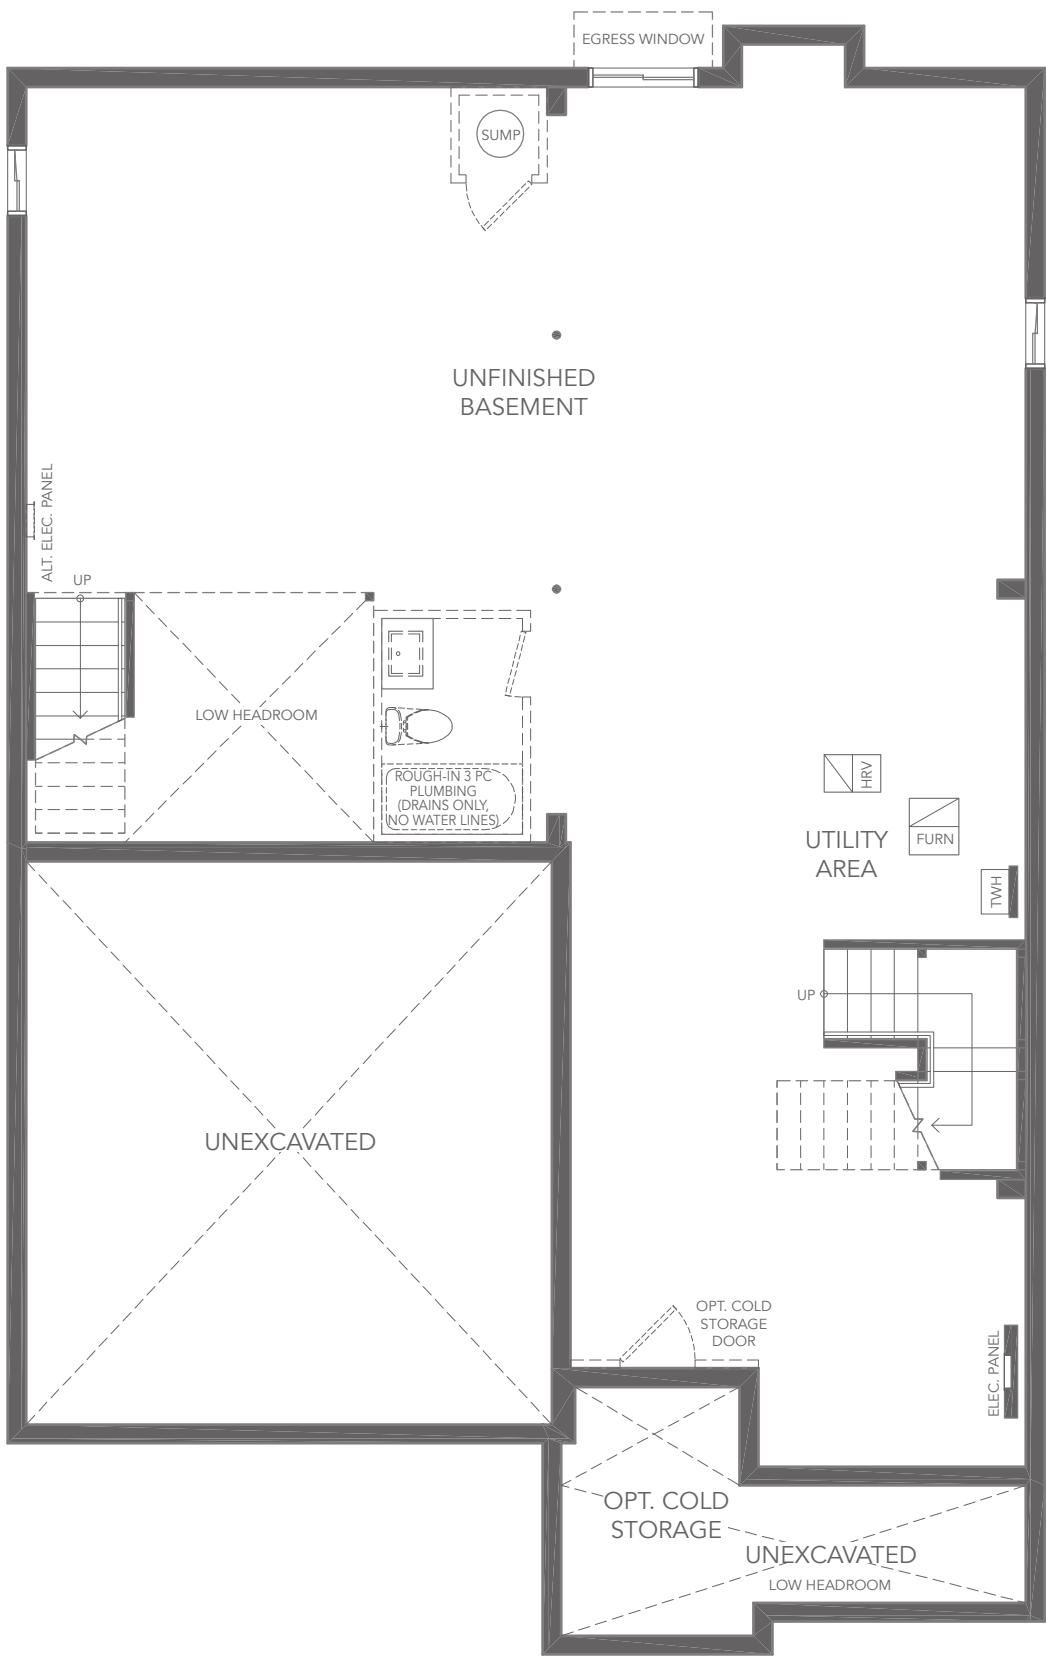 EGRESS WINDOW
SUMP
UNFINISHED
BASEMENT
ALT. ELEC. PANEL
UP
LOW HEADROOM
ROUGH-IN 3 PC
PLUMBING
(DRAINS ONLY,
NO WATER LINES)
HRV
FURN
UTILITY
AREA
TWH
UP
UNEXCAVATED
OPT. COLD
STORAGE
DOOR
ELEC. PANEL
OPT. COLD
STORAGE
UNEXCAVATED
LOW HEADROOM